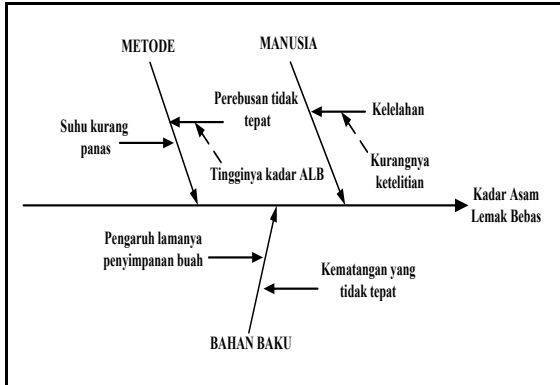 METODE
MANUSIA
Perebusan tidak
tepat
Kelelahan
Suhu kurang
panas
Tingginya kadar ALB
Kurangnya
ketelitian
Kadar Asam
Lemak Bebas
Pengaruh lamanya
penyimpanan buah
Kematangan yang
tidak tepat
BAHAN BAKU